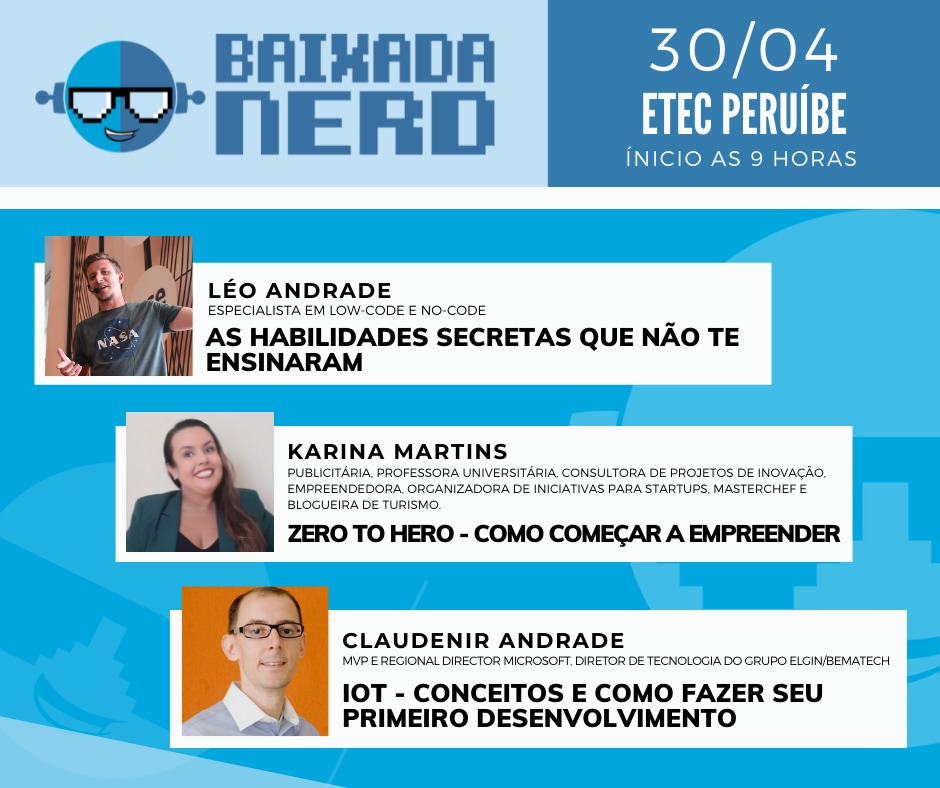 BAIXADA
NERD
30/04
ETEC PERUÍBE
ÍNICIO AS 9 HORAS
NASA
LÉO ANDRADE
ESPECIALISTA EM LOW-CODE E NO-CODE
AS HABILIDADES SECRETAS QUE NÃO TE
ENSINARAM
KARINA MARTINS
PUBLICITÁRIA, PROFESSORA UNIVERSITÁRIA, CONSULTORA DE PROJETOS DE INOVAÇÃO,
EMPREENDEDORA, ORGANIZADORA DE INICIATIVAS PARA STARTUPS, MASTERCHEF E
BLOGUEIRA DE TURISMO.
ZERO TO HERO - COMO COMEÇAR A EMPREENDER
CLAUDENIR ANDRADE
MVP E REGIONAL DIRECTOR MICROSOFT. DIRETOR DE TECNOLOGIA DO GRUPO ELGIN/BEMATECH
IOT - CONCEITOS E COMO FAZER SEU
PRIMEIRO DESENVOLVIMENTO